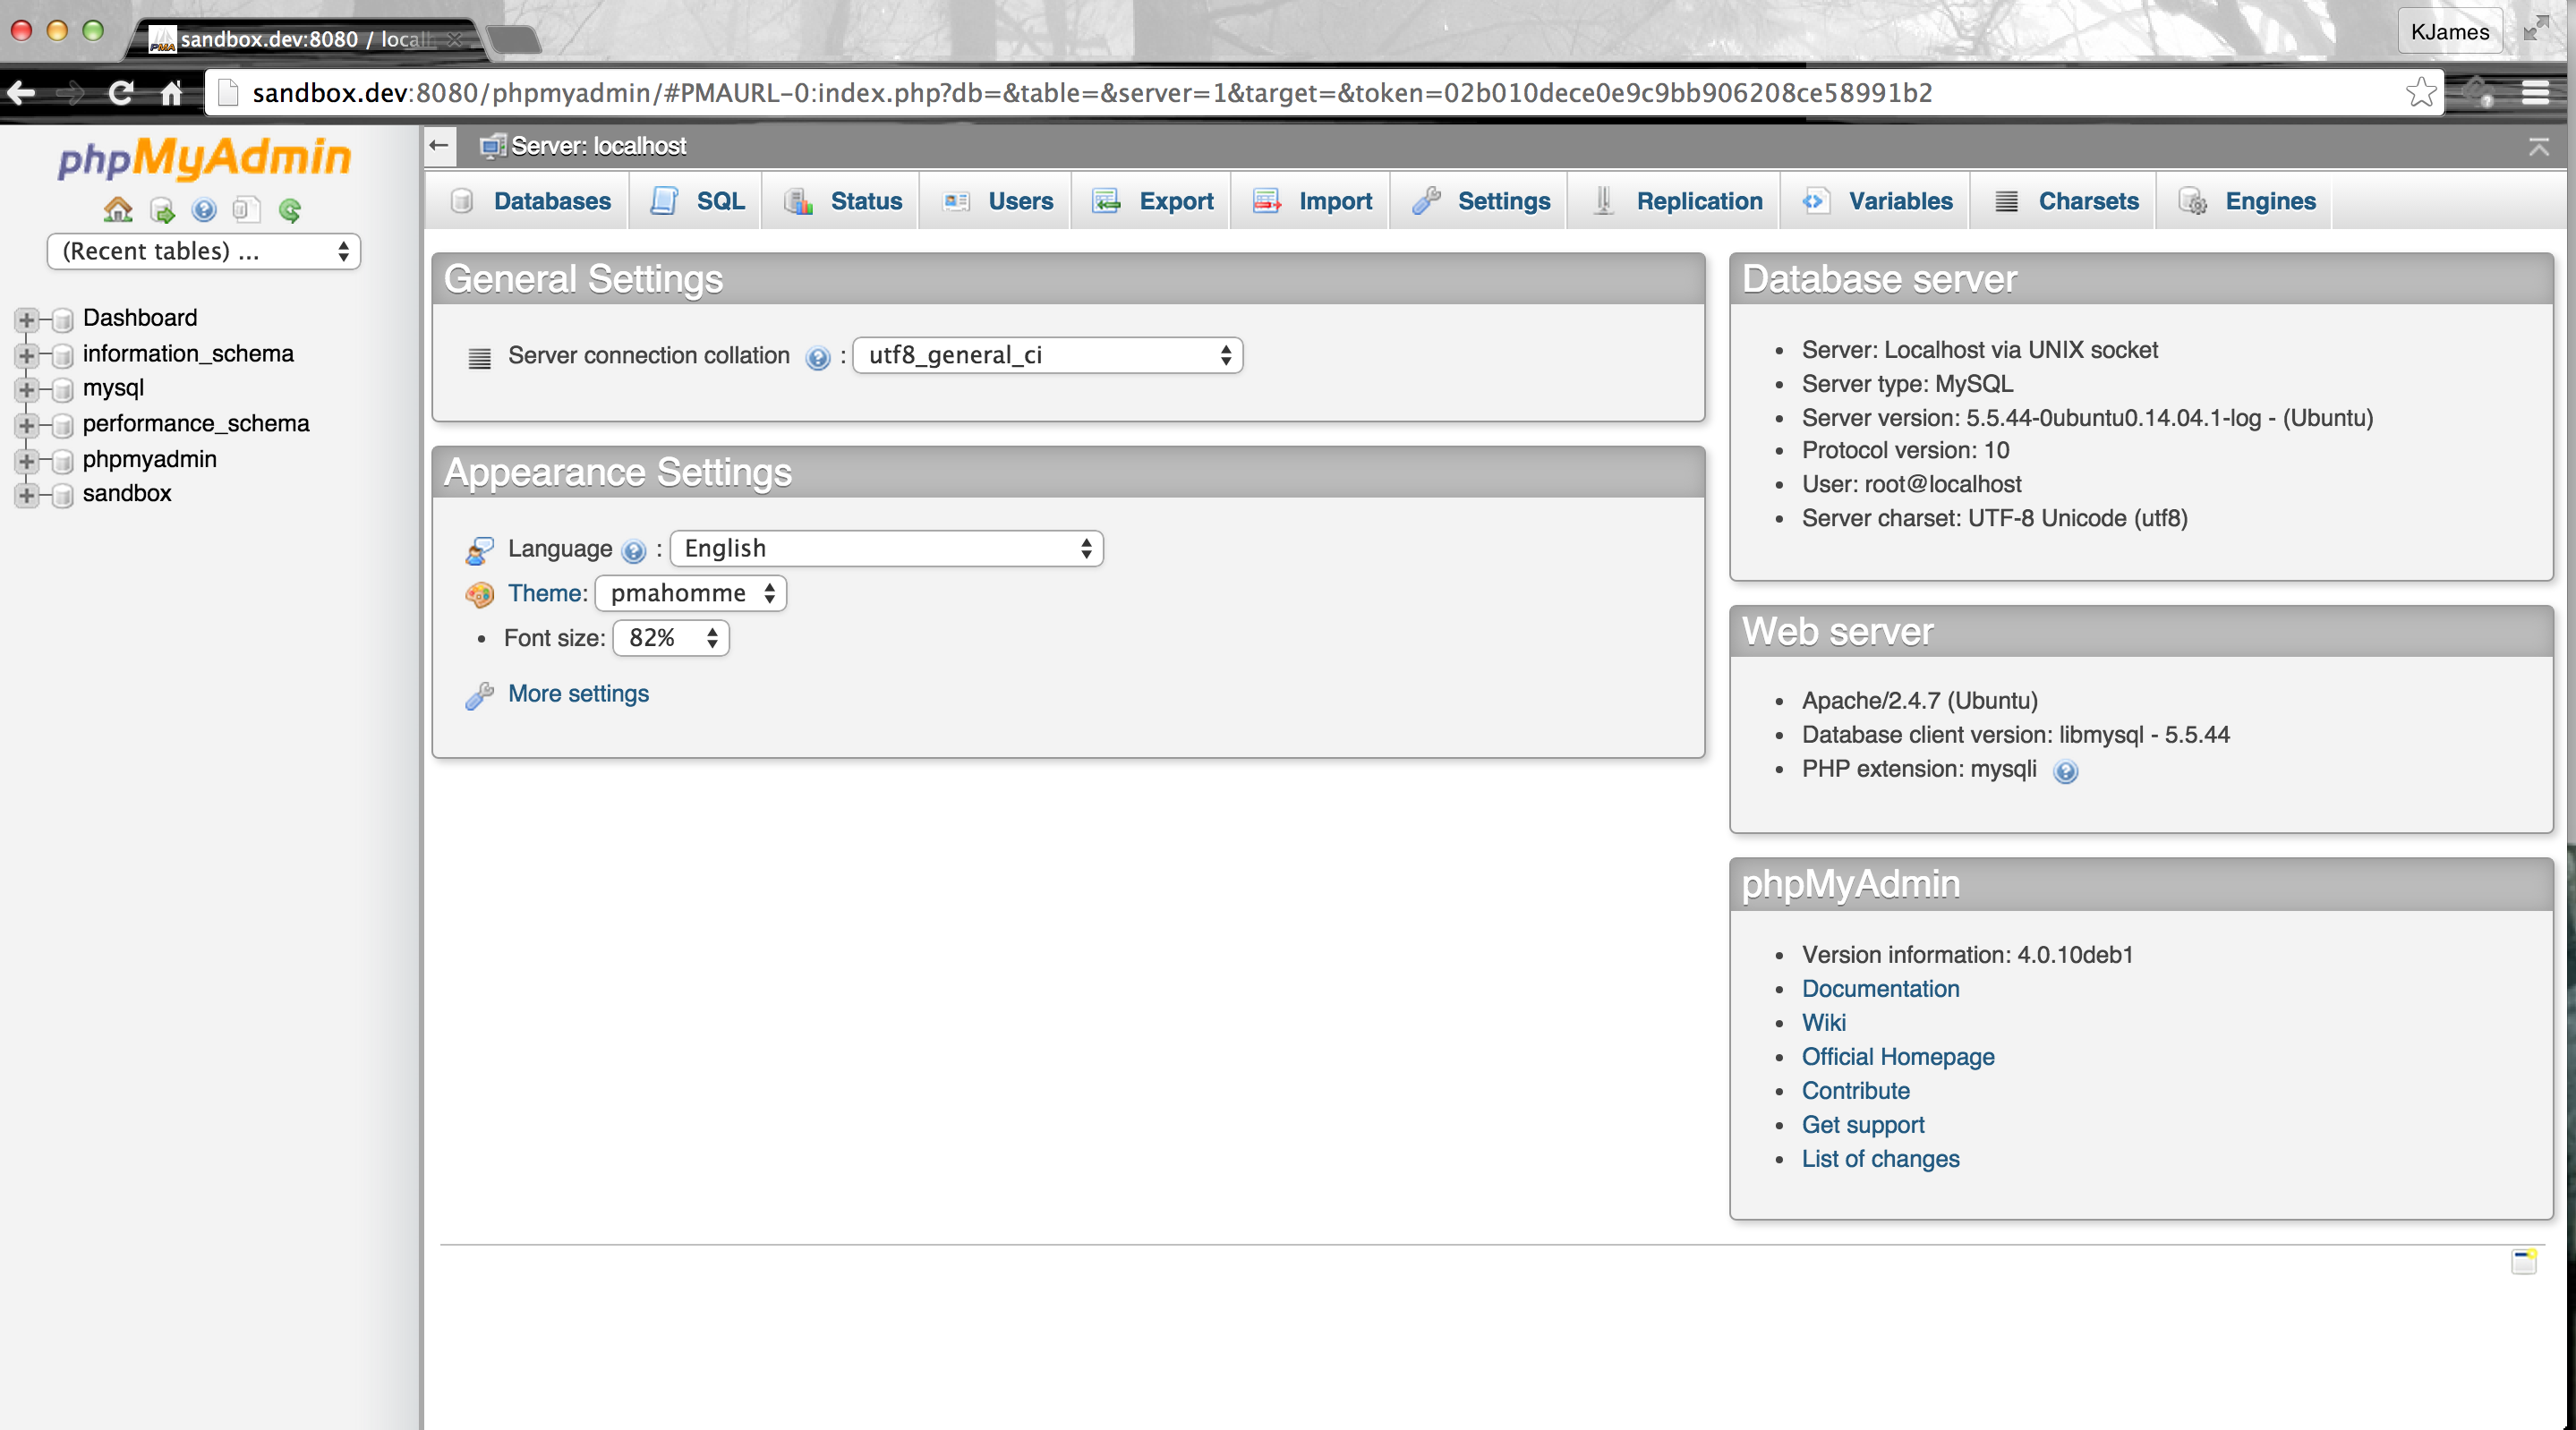 sandbox.dev:8080 / locall
KJames
sandbox.dev:8080/phpmyadmin/#PMAURL-0:index.php?db=&table=&server=1&target=&token=02b010dece0e9c9bb906208ce58991b2
phpMyAdmin
(Recent tables) ...
Dashboard
information_schema
mysql
performance_schema
phpmyadmin
sandbox
Server: localhost
Databases SQL Status Users Export Import Settings Replication Variables Charsets Engines
General Settings
Server connection collation : utf8_general_ci
Appearance Settings
Language : English
Theme: pmahomme
• Font size: 82%
More settings
Database server
• Server: Localhost via UNIX socket
• Server type: MySQL
• Server version: 5.5.44-0ubuntu0.14.04.1-log - (Ubuntu)
• Protocol version: 10
• User: root@localhost
• Server charset: UTF-8 Unicode (utf8)
Web server
• Apache/2.4.7 (Ubuntu)
• Database client version: libmysql - 5.5.44
• PHP extension: mysqli
phpMyAdmin
• Version information: 4.0.10deb1
• Documentation
• Wiki
• Official Homepage
• Contribute
• Get support
• List of changes